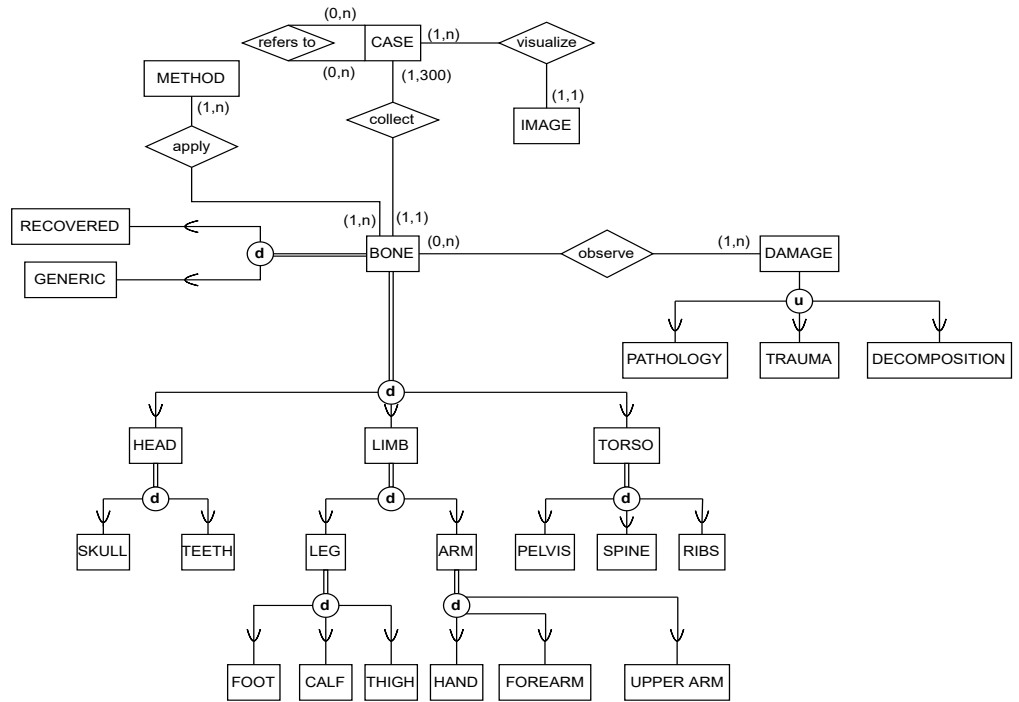 (0,n)
refers to
CASE
(1,n)
visualize
(0,n)
(1,300)
METHOD
(1,n)
(1,1)
collect
IMAGE
apply
RECOVERED
(1,n)
(1,1)
d
BONE
(0,n)
observe
(1,n)
DAMAGE
GENERIC
u
PATHOLOGY
TRAUMA
DECOMPOSITION
d
HEAD
LIMB
TORSO
d
d
d
SKULL
TEETH
LEG
ARM
PELVIS
SPINE
RIBS
d
d
FOOT
CALF
THIGH
HAND
FOREARM
UPPER ARM